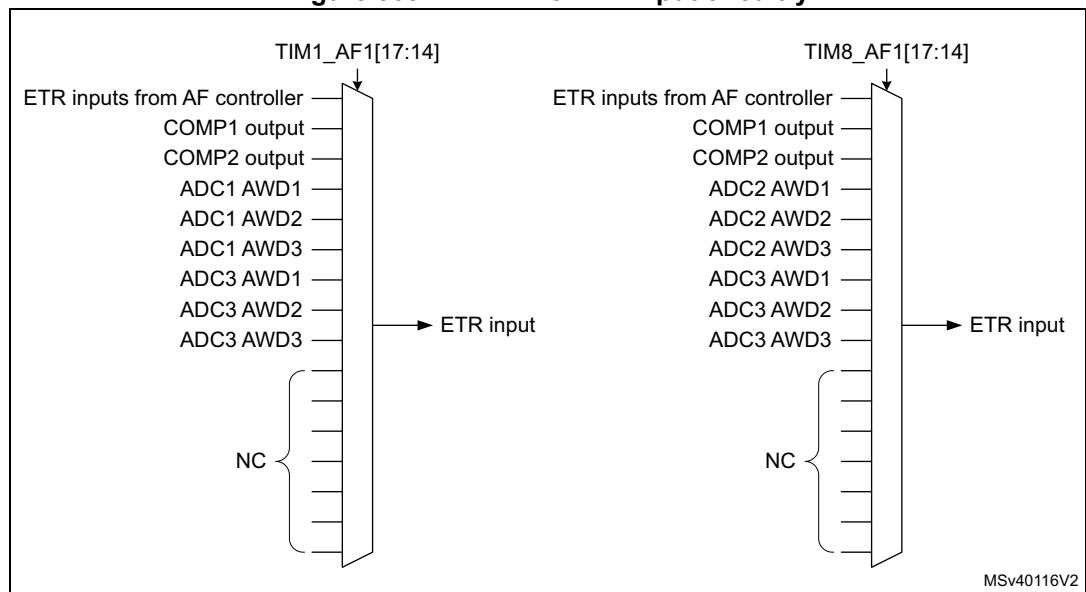 TIM1_AF1[17:14]
ETR inputs from AF controller
COMP1 output
COMP2 output
ADC1 AWD1
ADC1 AWD2
ADC1 AWD3
ADC3 AWD1
ADC3 AWD2
ADC3 AWD3
NC
ETR input
TIM8_AF1[17:14]
ETR inputs from AF controller
COMP1 output
COMP2 output
ADC2 AWD1
ADC2 AWD2
ADC2 AWD3
ADC3 AWD1
ADC3 AWD2
ADC3 AWD3
NC
ETR input
MSv40116V2